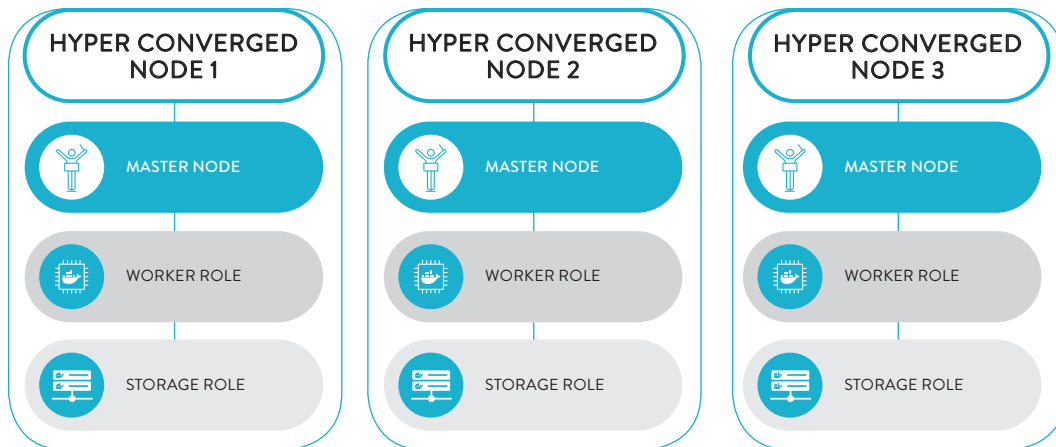 HYPER CONVERGED
NODE 1
MASTER NODE
WORKER ROLE
STORAGE ROLE
HYPER CONVERGED
NODE 2
MASTER NODE
WORKER ROLE
STORAGE ROLE
HYPER CONVERGED
NODE 3
MASTER NODE
WORKER ROLE
STORAGE ROLE